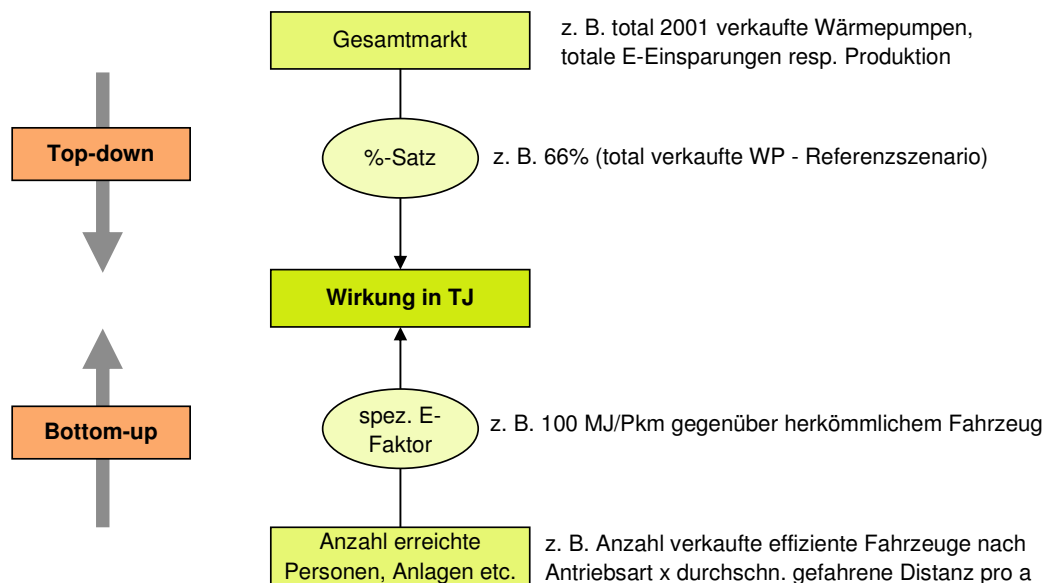 Gesamtmarkt
z. B. total 2001 verkaufte Wärmepumpen,
totale E-Einsparungen resp. Produktion
Top-down
%-Satz
z. B. 66% (total verkaufte WP - Referenzszenario)
Wirkung in TJ
Bottom-up
spez. E-
Faktor
z. B. 100 MJ/Pkm gegenüber herkömmlichem Fahrzeug
Anzahl erreichte
Personen, Anlagen etc.
z. B. Anzahl verkaufte effiziente Fahrzeuge nach
Antriebsart x durchschn. gefahrene Distanz pro a